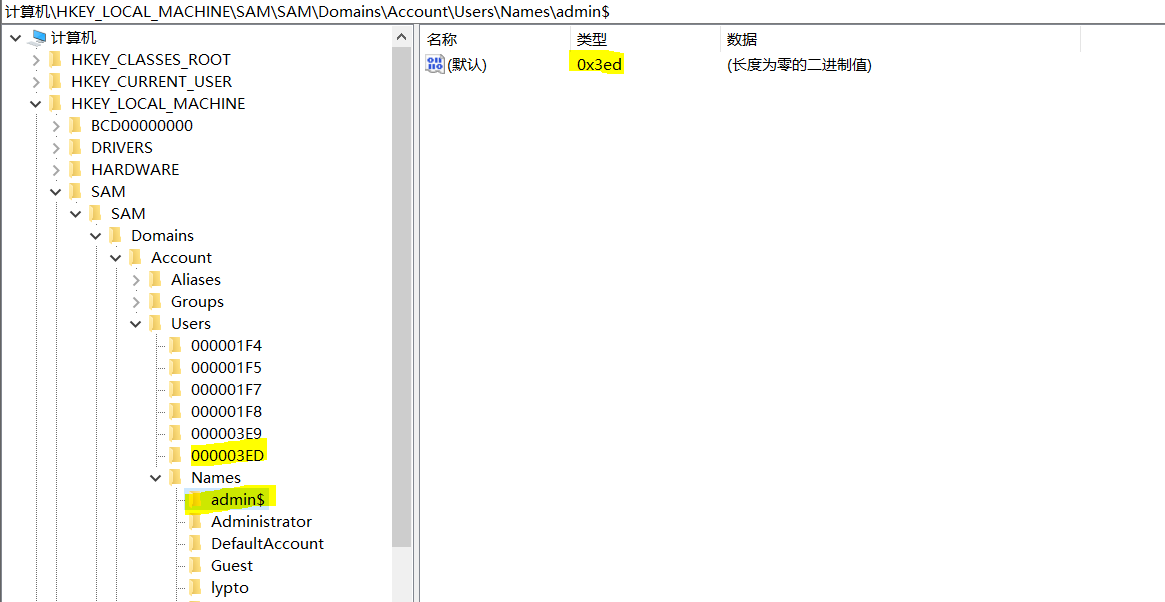 计算机\HKEY_LOCAL_MACHINE\SAM\SAM\Domains\Account\Users\Names\admin$
计算机
HKEY_CLASSES_ROOT
HKEY_CURRENT_USER
HKEY_LOCAL_MACHINE
BCD00000000
DRIVERS
HARDWARE
SAM
SAM
Domains
Account
Aliases
Groups
Users
000001F4
000001F5
000001F7
000001F8
000003E9
000003ED
Names
admin$
Administrator
DefaultAccount
Guest
lypto
名称 类型 数据
(默认) 0x3ed (长度为零的二进制值)